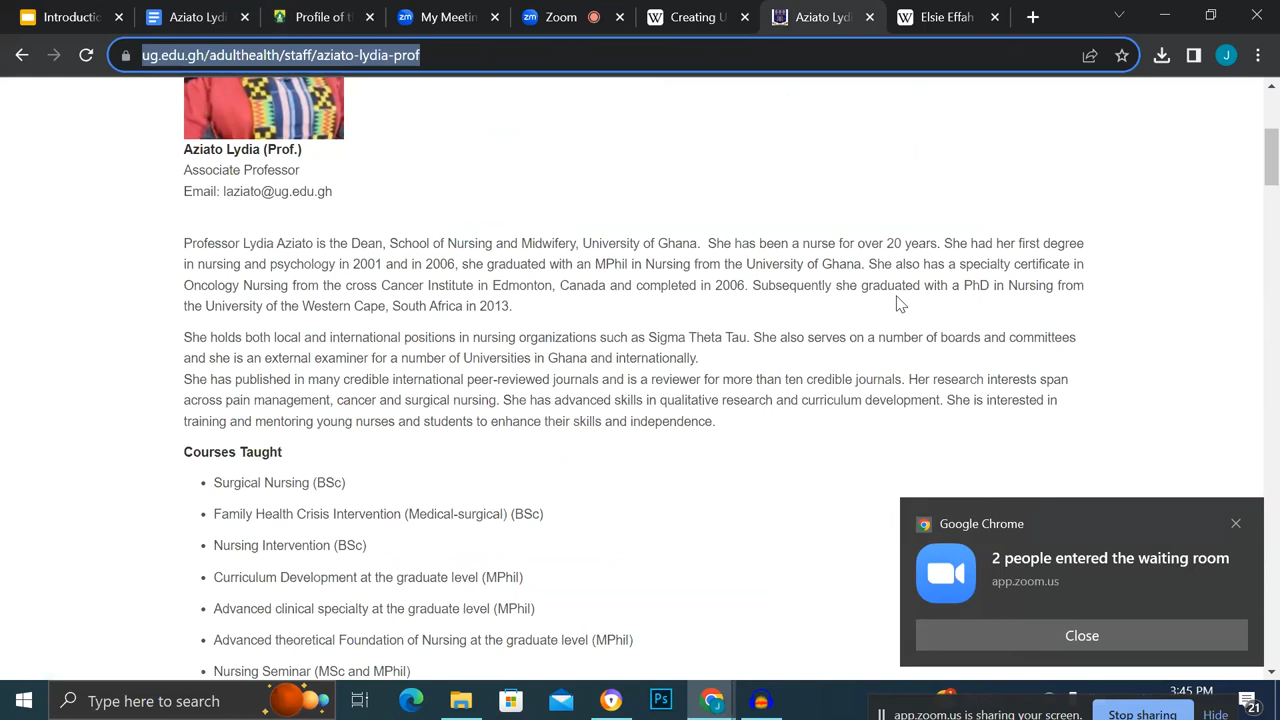 Introductic
Aziato Lydi
Profile of t
My Meetin
Zoom
Creating U
Aziato Lydi
Elsie Effah
ug.edu.gh/adulthealth/staff/aziato-lydia-prof
J
Aziato Lydia (Prof.)
Associate Professor
Email: laziato@ug.edu.gh
Professor Lydia Aziato is the Dean, School of Nursing and Midwifery, University of Ghana. She has been a nurse for over 20 years. She had her first degree
in nursing and psychology in 2001 and in 2006, she graduated with an MPhil in Nursing from the University of Ghana. She also has a specialty certificate in
Oncology Nursing from the cross Cancer Institute in Edmonton, Canada and completed in 2006. Subsequently she graduated with a PhD in Nursing from
the University of the Western Cape, South Africa in 2013.
She holds both local and international positions in nursing organizations such as Sigma Theta Tau. She also serves on a number of boards and committees
and she is an external examiner for a number of Universities in Ghana and internationally.
She has published in many credible international peer-reviewed journals and is a reviewer for more than ten credible journals. Her research interests span
across pain management, cancer and surgical nursing. She has advanced skills in qualitative research and curriculum development. She is interested in
training and mentoring young nurses and students to enhance their skills and independence.
Courses Taught
• Surgical Nursing (BSc)
• Family Health Crisis Intervention (Medical-surgical) (BSc)
• Nursing Intervention (BSc)
• Curriculum Development at the graduate level (MPhil)
• Advanced clinical specialty at the graduate level (MPhil)
• Advanced theoretical Foundation of Nursing at the graduate level (MPhil)
• Nursing Seminar (MSc and MPhil)
Google Chrome
2 people entered the waiting room
app.zoom.us
Close
Type here to search
Ps
3:45 PM
21
app.zoom.us is sharing your screen.
Stop sharing
Hide